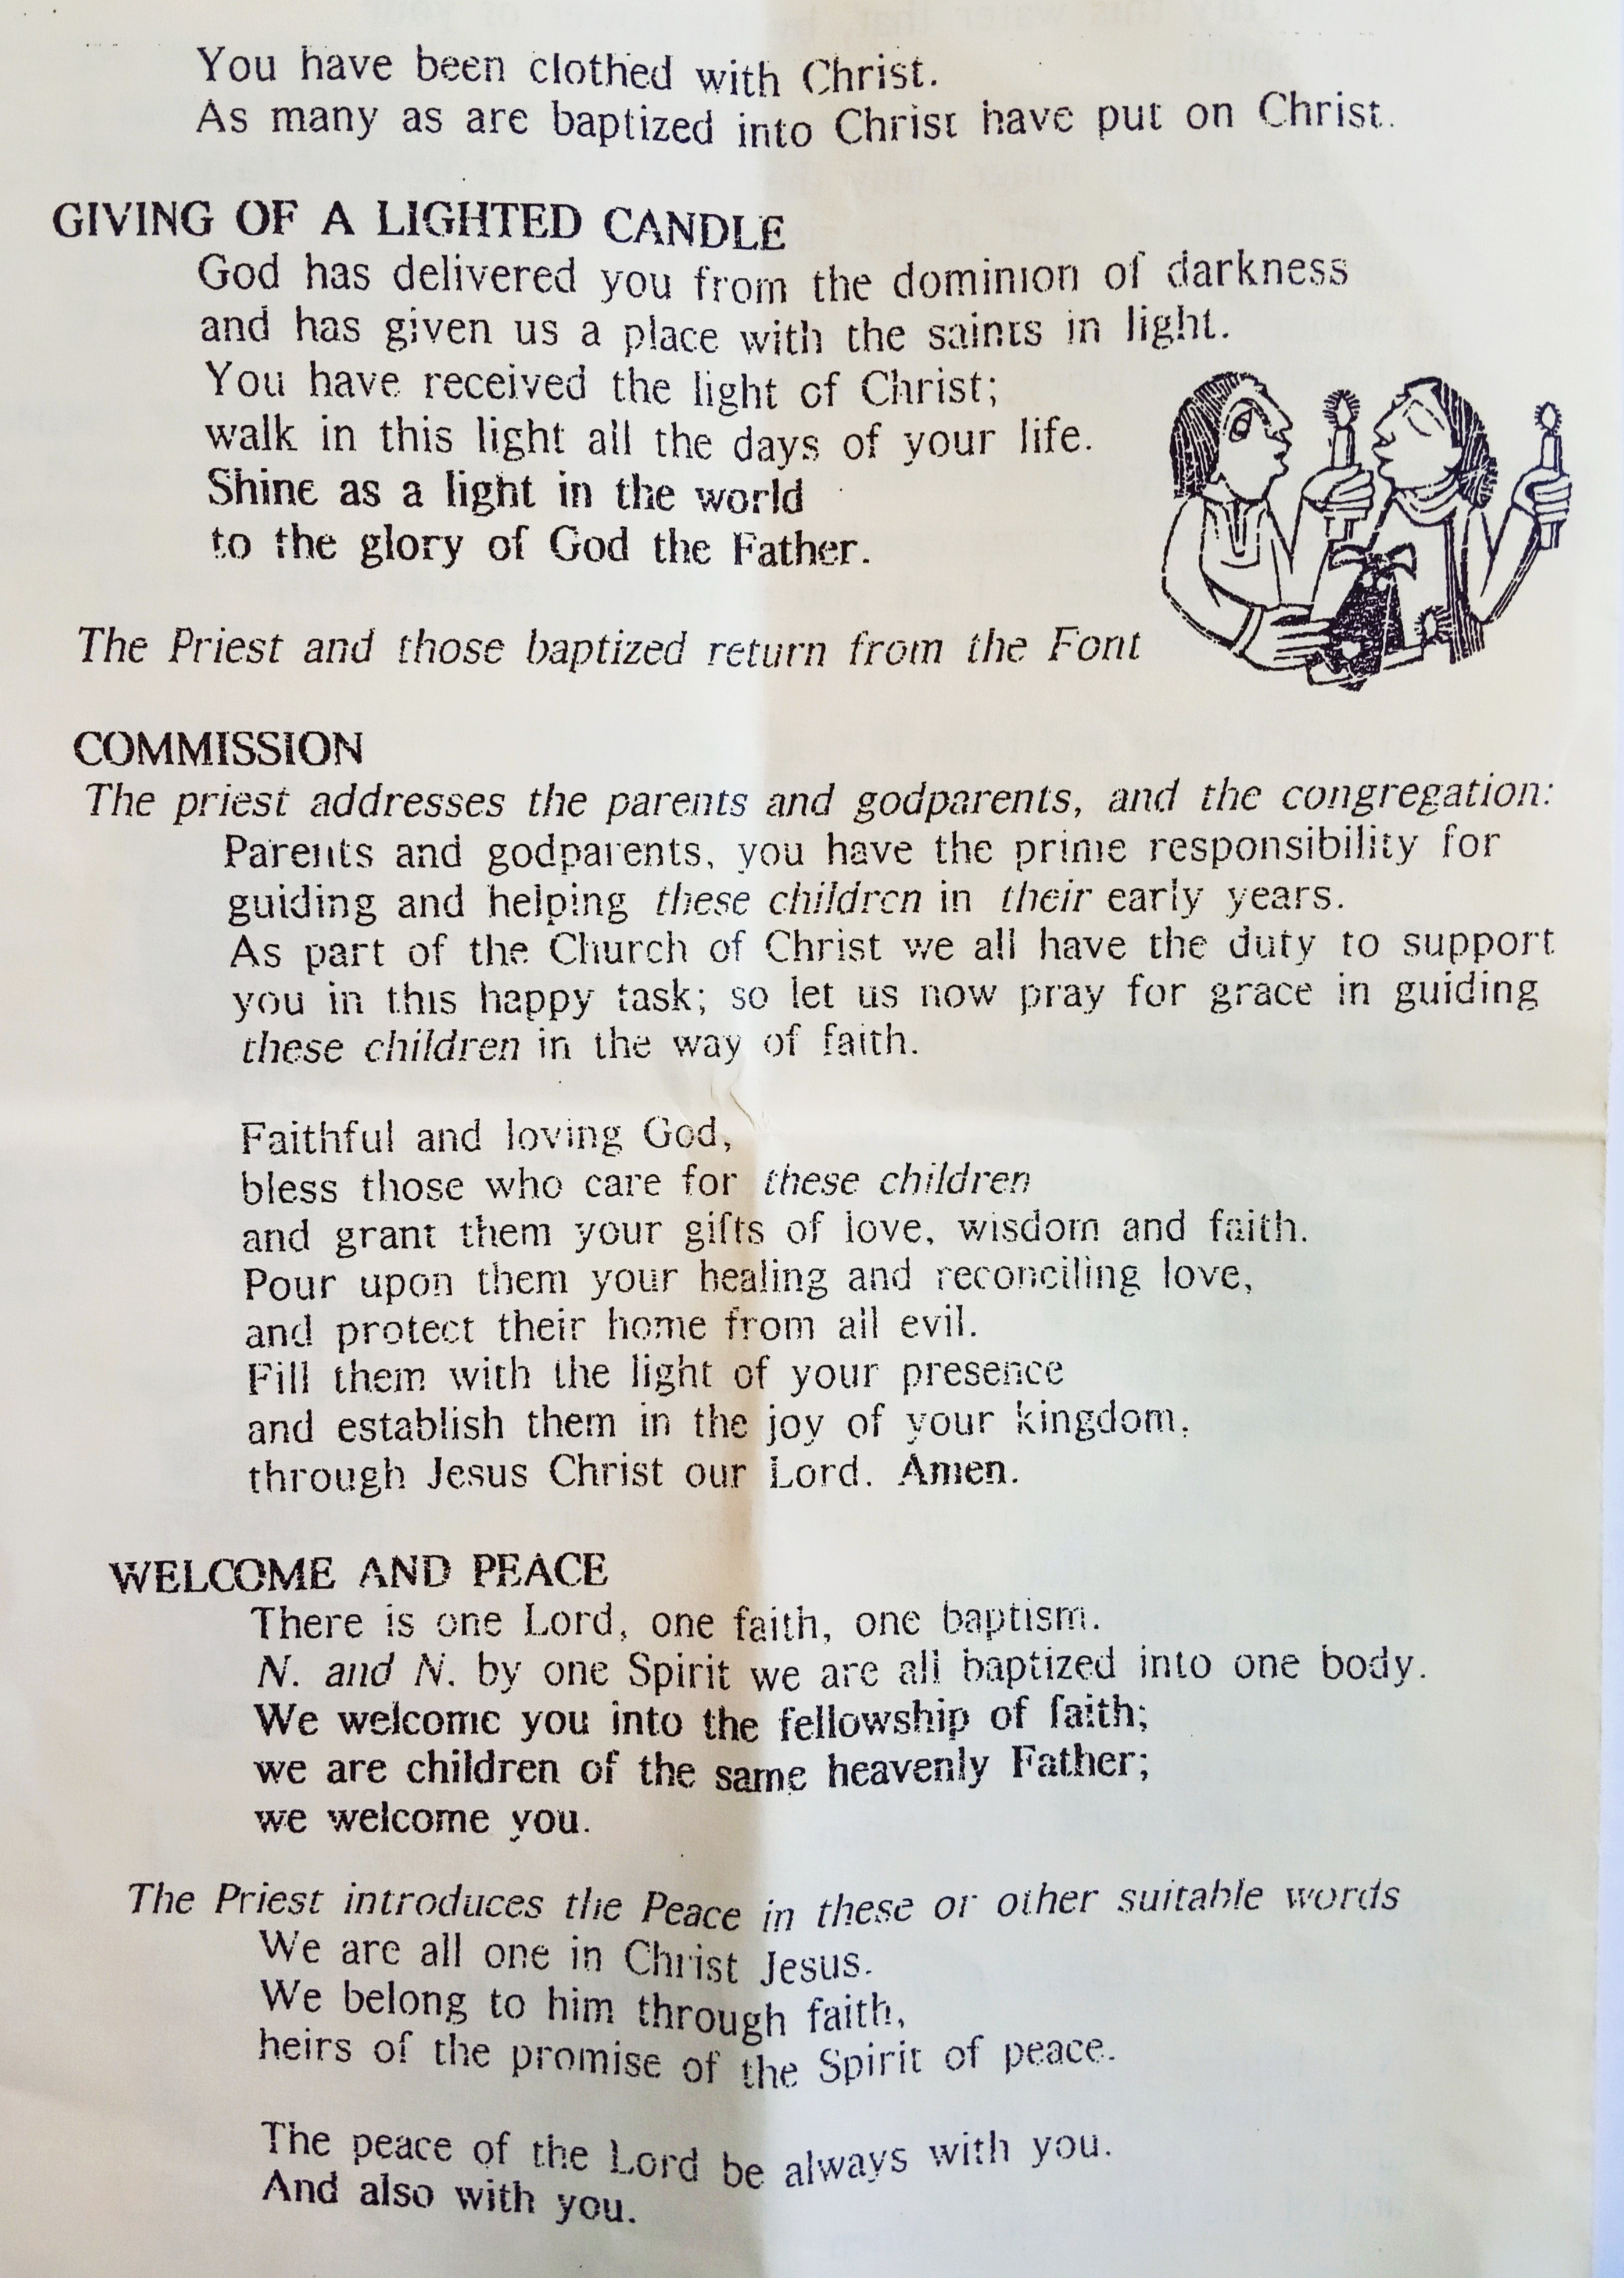 You have been clothed with Christ.
As many as are baptized into Christ have put on Christ.
GIVING OF A LIGHTED CANDLE
God has delivered you from the dominion of darkness
and has given us a place with the saints in light.
You have received the light of Christ;
walk in this light all the days of your life.
Shine as a light in the world
to the glory of God the Father.
The Priest and those baptized return from the Font
COMMISSION
The priest addresses the parents and godparents, and the congregation:
Parents and godparents, you have the prime responsibility for
guiding and helping these children in their early years.
As part of the Church of Christ we all have the duty to support
you in this happy task; so let us now pray for grace in guiding
these children in the way of faith.
Faithful and loving God,
bless those who care for these children
and grant them your gifts of love, wisdom and faith.
Pour upon them your healing and reconciling love,
and protect their home from all evil.
Fill them with the light of your presence
and establish them in the joy of your kingdom,
through Jesus Christ our Lord. Amen.
WELCOME AND PEACE
There is one Lord, one faith, one baptism.
N. and N. by one Spirit we are all baptized into one body.
We welcome you into the fellowship of faith;
we are children of the same heavenly Father;
we welcome you.
The Priest introduces the Peace in these or other suitable words
We are all one in Christ Jesus.
We belong to him through faith,
heirs of the promise of the Spirit of peace.
The peace of the Lord be always with you.
And also with you.